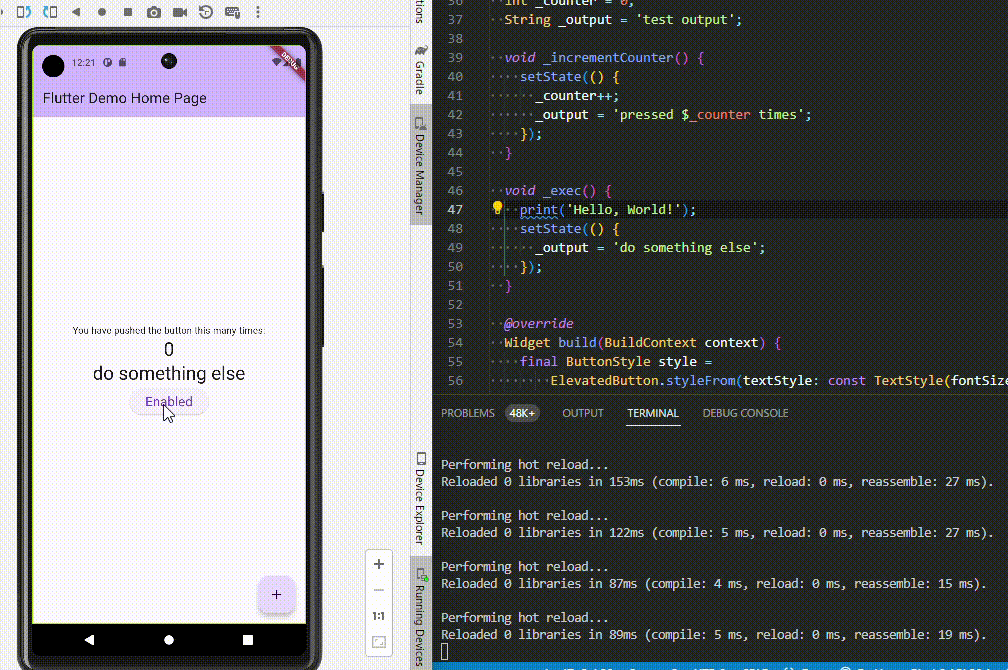 12:21
DEBUG
Flutter Demo Home Page
You have pushed the button this many times:
0
do something else
Enabled
+
+
−
1:1
Gradle
Device Manager
Device Explorer
Running Devices
37 String _output = 'test output';
38
39 void _incrementCounter() {
40 setState(() {
41 _counter++;
42 _output = 'pressed $_counter times';
43 });
44 }
45
46 void _exec() {
47 print('Hello, World!');
48 setState(() {
49 _output = 'do something else';
50 });
51 }
52
53 @override
54 Widget build(BuildContext context) {
55 final ButtonStyle style =
56 ElevatedButton.styleFrom(textStyle: const TextStyle(fontSize
PROBLEMS 48K+ OUTPUT TERMINAL DEBUG CONSOLE
Performing hot reload...
Reloaded 0 libraries in 153ms (compile: 6 ms, reload: 0 ms, reassemble: 27 ms).
Performing hot reload...
Reloaded 0 libraries in 122ms (compile: 5 ms, reload: 0 ms, reassemble: 27 ms).
Performing hot reload...
Reloaded 0 libraries in 87ms (compile: 4 ms, reload: 0 ms, reassemble: 15 ms).
Performing hot reload...
Reloaded 0 libraries in 89ms (compile: 5 ms, reload: 0 ms, reassemble: 19 ms).